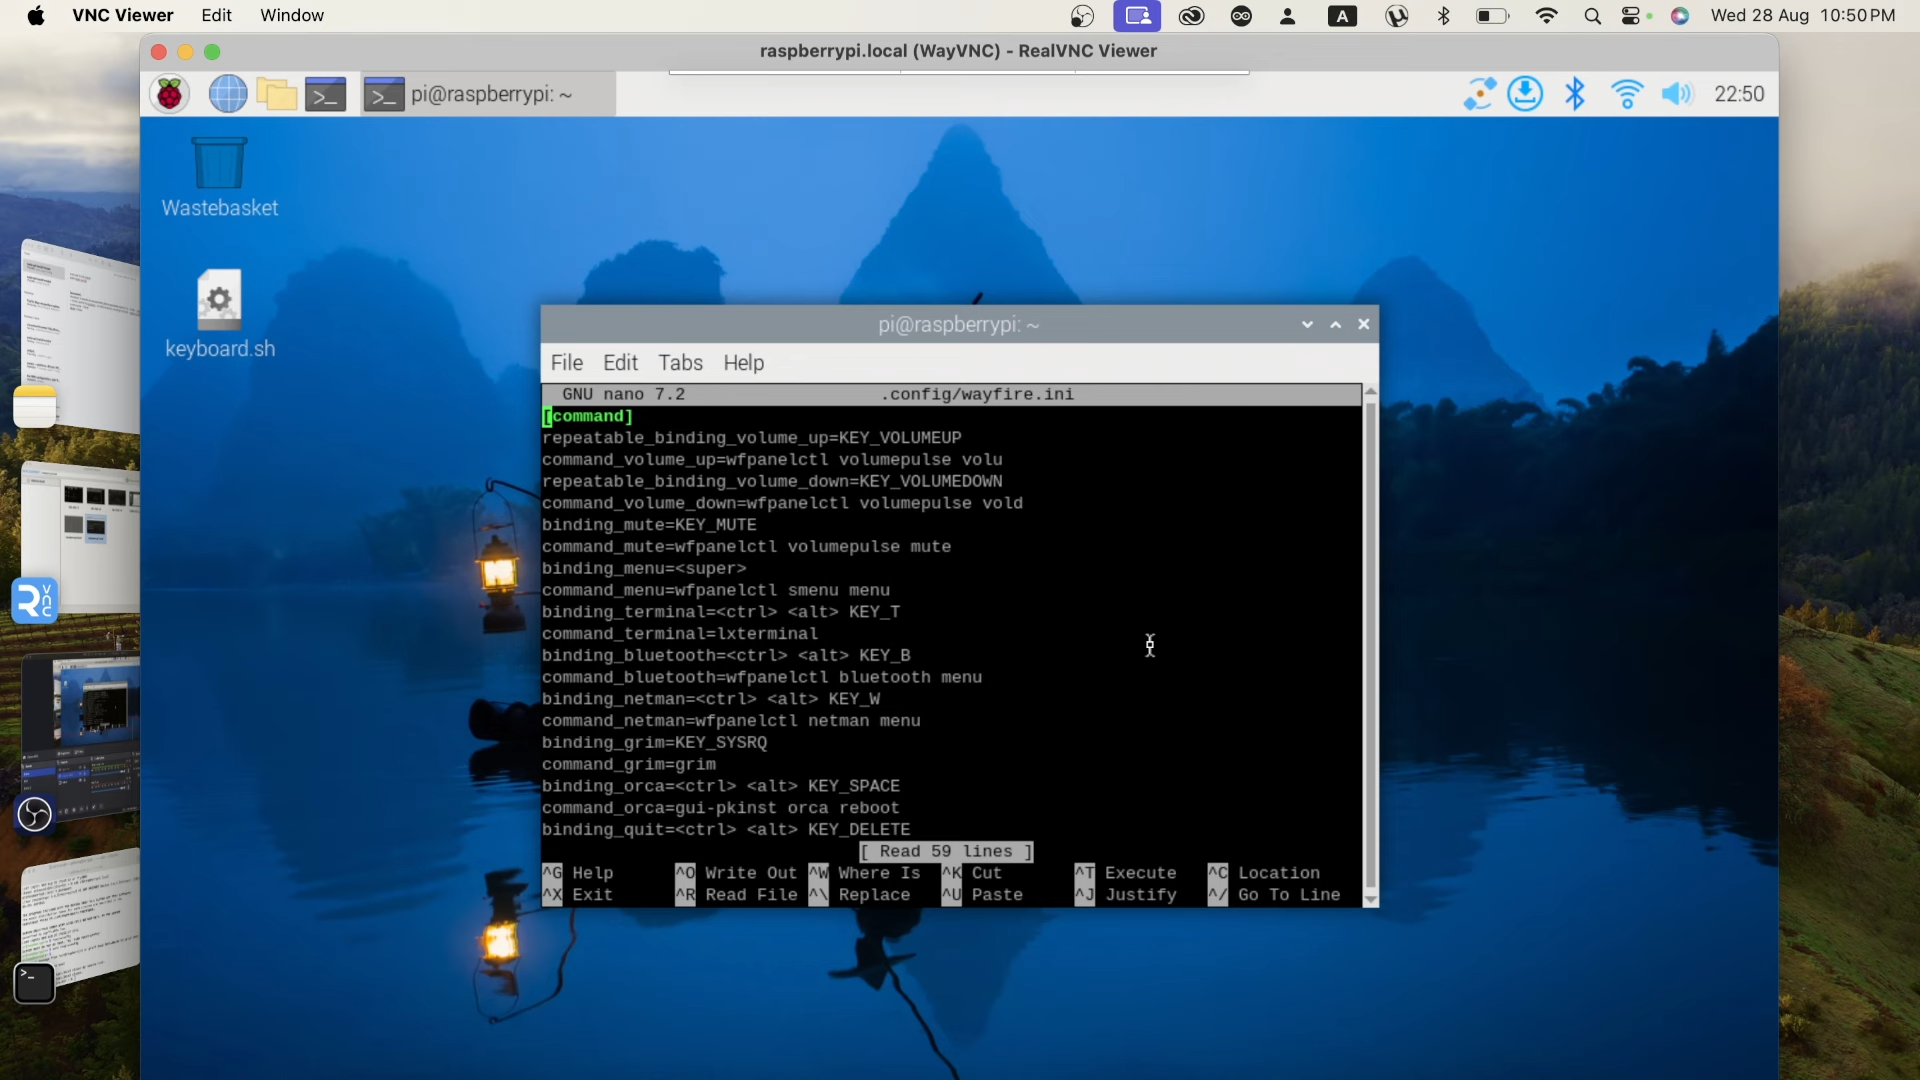 VNC Viewer Edit Window
A
Wed 28 Aug 10:50 PM
raspberrypi.local (WayVNC) - RealVNC Viewer
pi@raspberrypi: ~
22:50
Wastebasket
keyboard.sh
pi@raspberrypi: ~
File Edit Tabs Help
GNU nano 7.2 .config/wayfire.ini
[command]
repeatable_binding_volume_up=KEY_VOLUMEUP
command_volume_up=wfpanelctl volumepulse volu
repeatable_binding_volume_down=KEY_VOLUMEDOWN
command_volume_down=wfpanelctl volumepulse vold
binding_mute=KEY_MUTE
command_mute=wfpanelctl volumepulse mute
binding_menu=<super>
command_menu=wfpanelctl smenu menu
binding_terminal=<ctrl> <alt> KEY_T
command_terminal=lxterminal
binding_bluetooth=<ctrl> <alt> KEY_B
command_bluetooth=wfpanelctl bluetooth menu
binding_netman=<ctrl> <alt> KEY_W
command_netman=wfpanelctl netman menu
binding_grim=KEY_SYSRQ
command_grim=grim
binding_orca=<ctrl> <alt> KEY_SPACE
command_orca=gui-pkinst orca reboot
binding_quit=<ctrl> <alt> KEY_DELETE
[ Read 59 lines ]
^G Help ^O Write Out ^W Where Is ^K Cut ^T Execute ^C Location
^X Exit ^R Read File ^\ Replace ^U Paste ^J Justify ^/ Go To Line